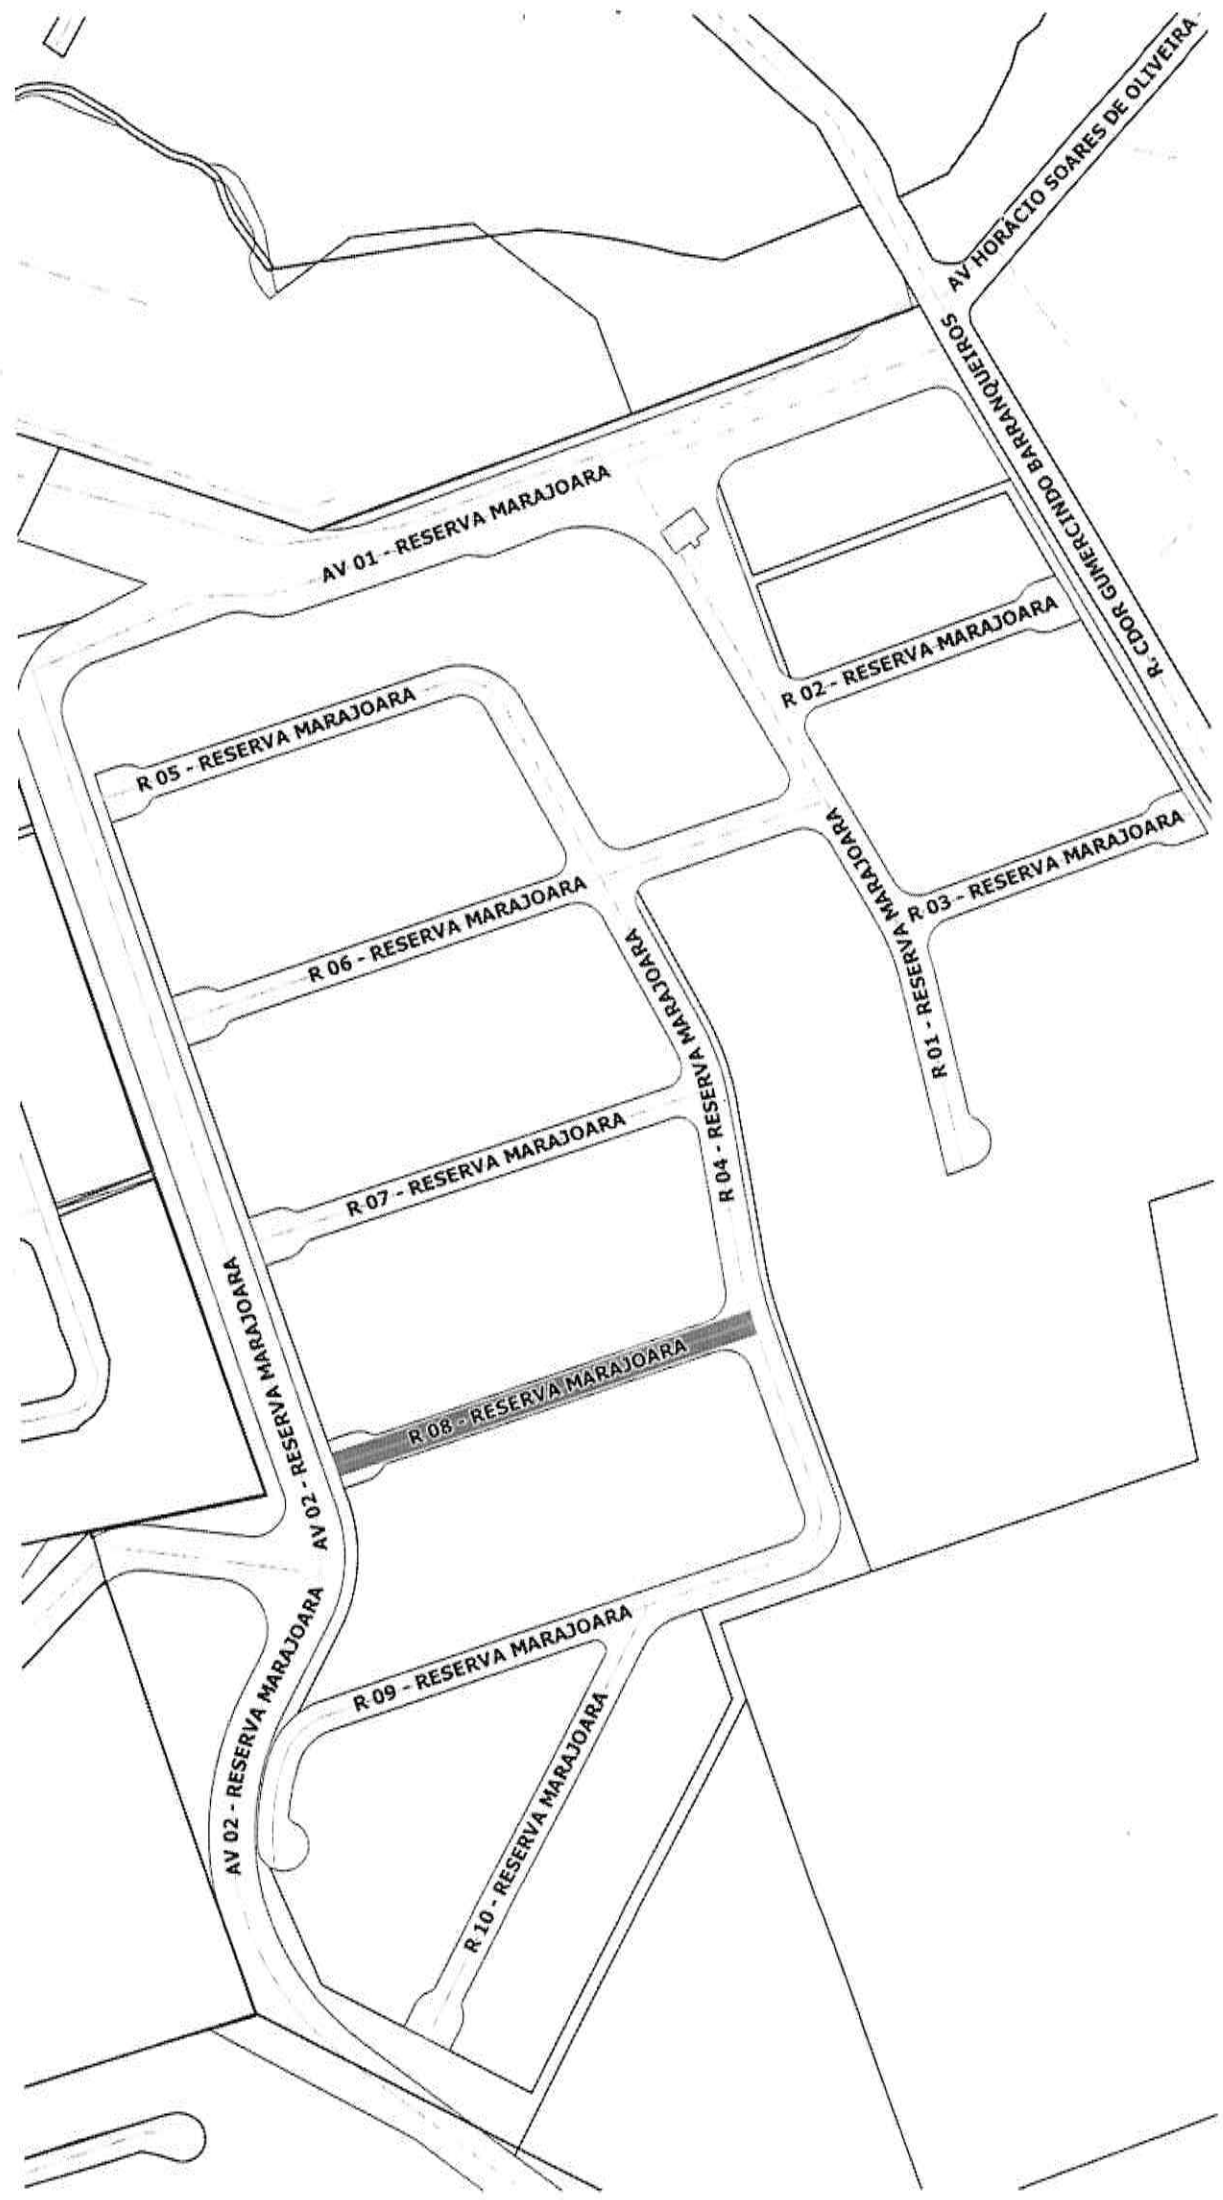 AV HORÁCIO SOARES DE OLIVEIRA
R. CDOR GUMERCINDO BARRANQUEIROS
AV 01 - RESERVA MARAJOARA
R 02 - RESERVA MARAJOARA
R 05 - RESERVA MARAJOARA
R 03 - RESERVA MARAJOARA
R 01 - RESERVA MARAJOARA
R 06 - RESERVA MARAJOARA
R 04 - RESERVA MARAJOARA
R 07 - RESERVA MARAJOARA
AV 02 - RESERVA MARAJOARA
R 08 - RESERVA MARAJOARA
AV 02 - RESERVA MARAJOARA
R 09 - RESERVA MARAJOARA
R 10 - RESERVA MARAJOARA